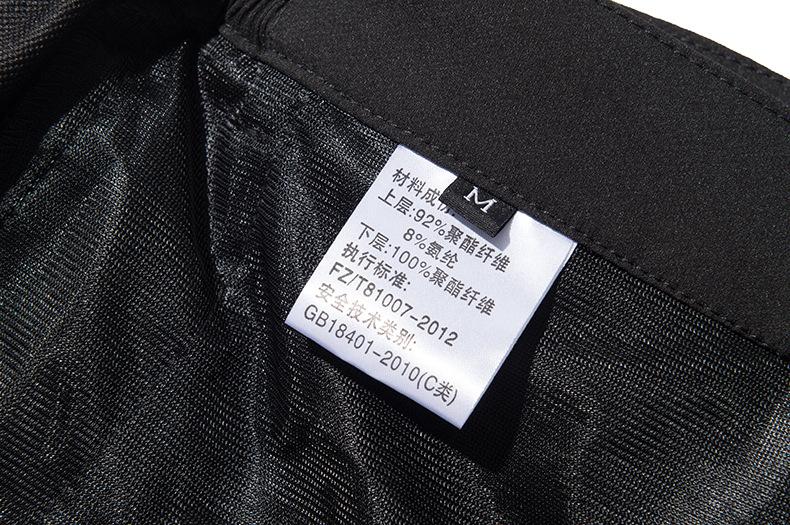 M
材料成份
上层:92%聚酯纤维
8%氨纶
下层:100%聚酯纤维
执行标准:
FZ/T81007-2012
安全技术类别:
GB18401-2010(C类)